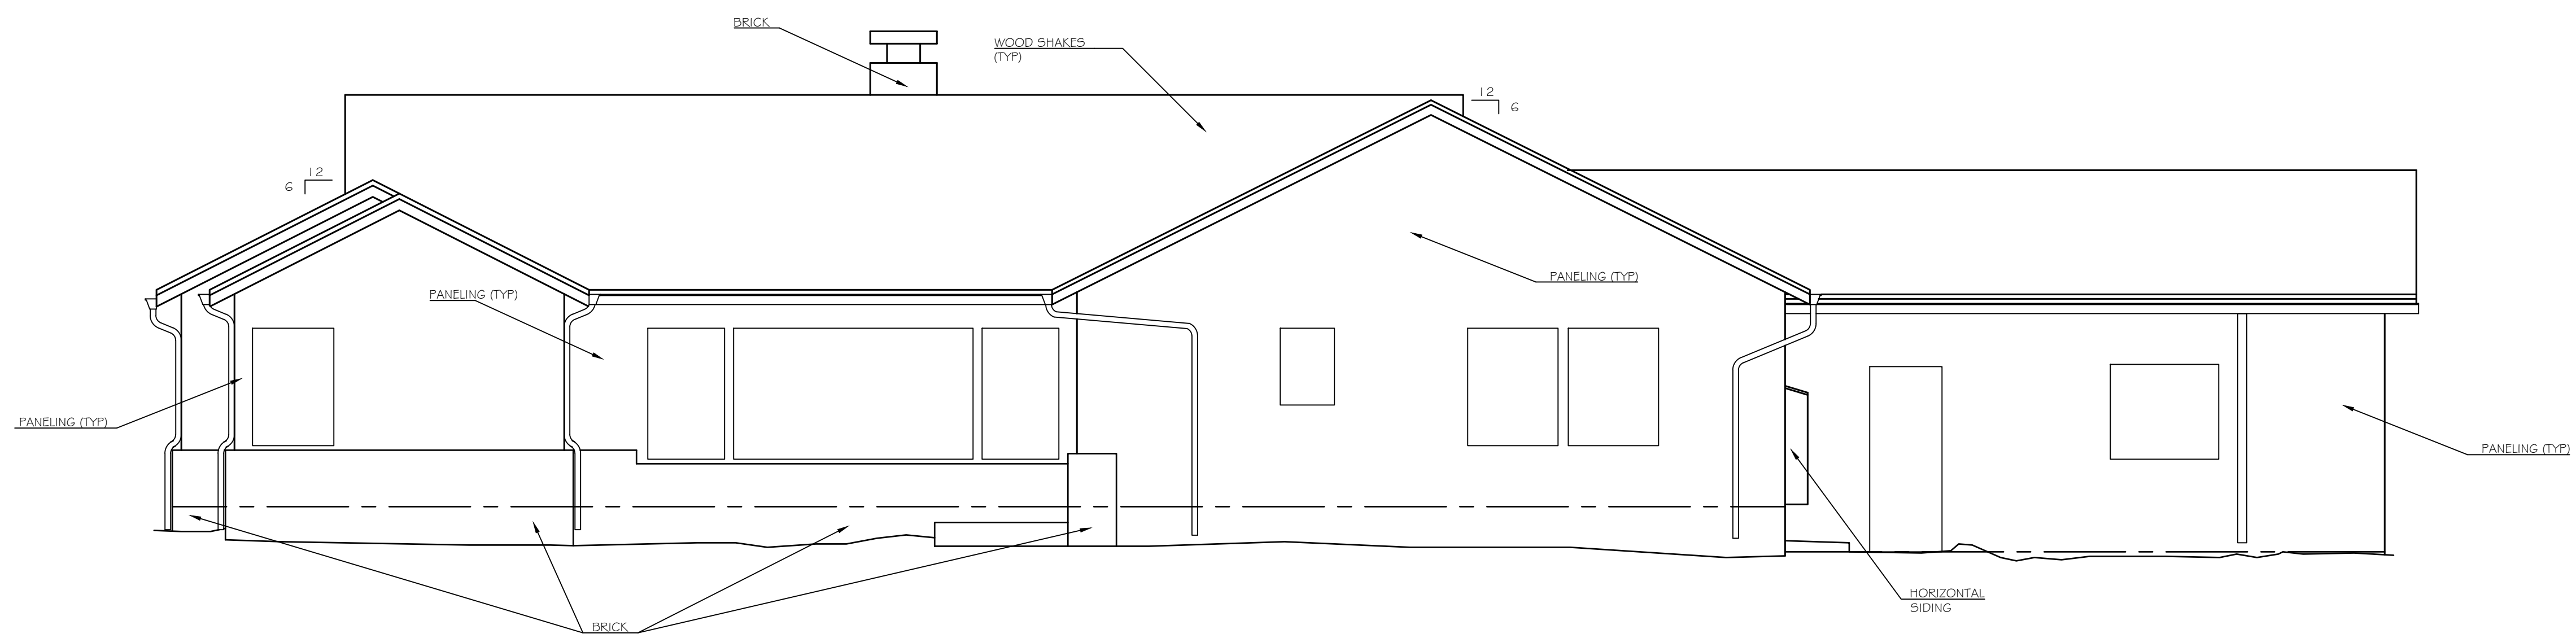 BRICK
WOOD SHAKES
(TYP)
12
6
12
6
PANELING (TYP)
PANELING (TYP)
PANELING (TYP)
PANELING (TYP)
HORIZONTAL
SIDING
BRICK